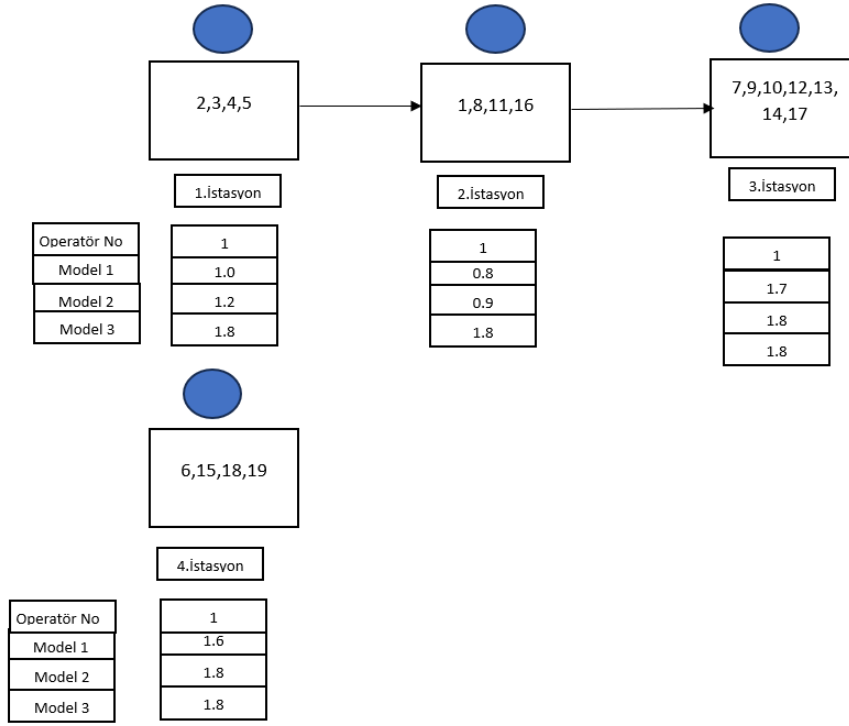 2,3,4,5
1,8,11,16
7,9,10,12,13,
14,17
1.İstasyon
2.İstasyon
3.İstasyon
Operatör No
1
1
1
Model 1
1.0
0.8
1.7
Model 2
1.2
0.9
1.8
Model 3
1.8
1.8
1.8
6,15,18,19
4.İstasyon
Operatör No
1
Model 1
1.6
Model 2
1.8
Model 3
1.8